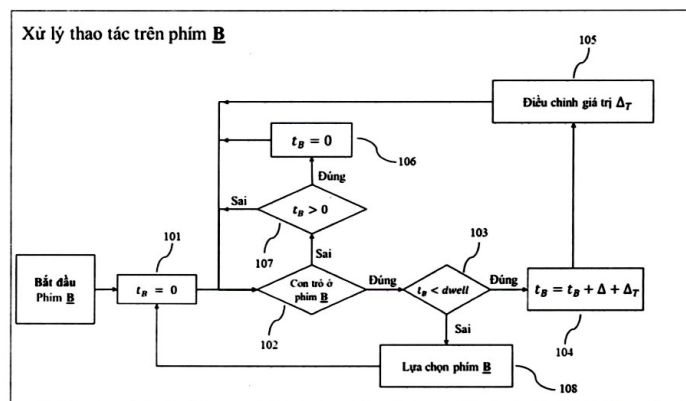 Xử lý thao tác trên phím B
105
Điều chỉnh giá trị Δ_T
t_B = 0
106
Đúng
Sai
t_B > 0
107
101
103
Sai
Bắt đầu
Phím B
t_B = 0
Con trỏ ở
phím B
Đúng
t_B < dwell
Đúng
t_B = t_B + Δ + Δ_T
102
104
Sai
Lựa chọn phím B
108